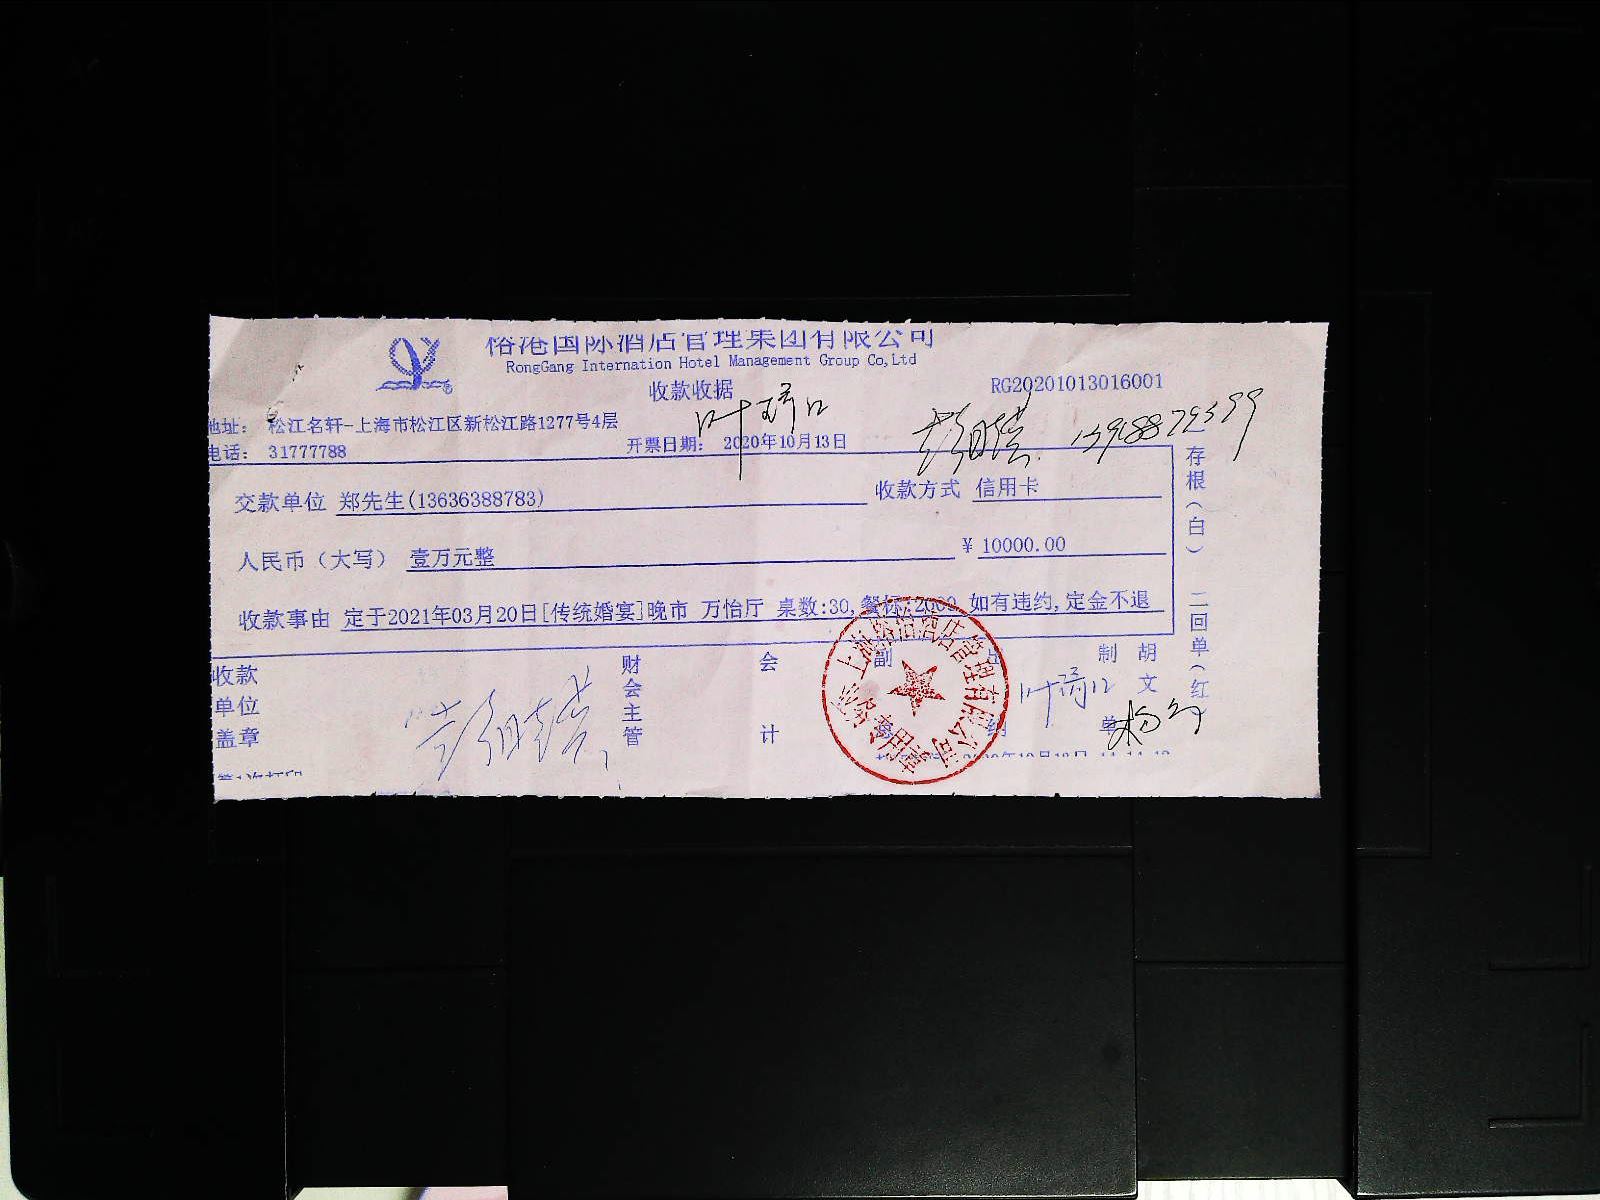 国际酒店管理集团有限公司
RongGang Internation Hotel Management Group Co,Ltd
收款收据
RG20201013016001
地址: 松江名轩-上海市松江区新松江路1277号4层
电话: 31777788
开票日期: 2020年10月13日
交款单位 郑先生(13636388783)
收款方式 信用卡
人民币（大写） 壹万元整
¥ 10000.00
收款事由 定于2021年03月20日[传统婚宴]晚市 万怡厅 桌数:30,餐标:2000 如有违约,定金不退
存根(白) 二回单(红
收款单位盖章
财会主管
会计
制单
胡文